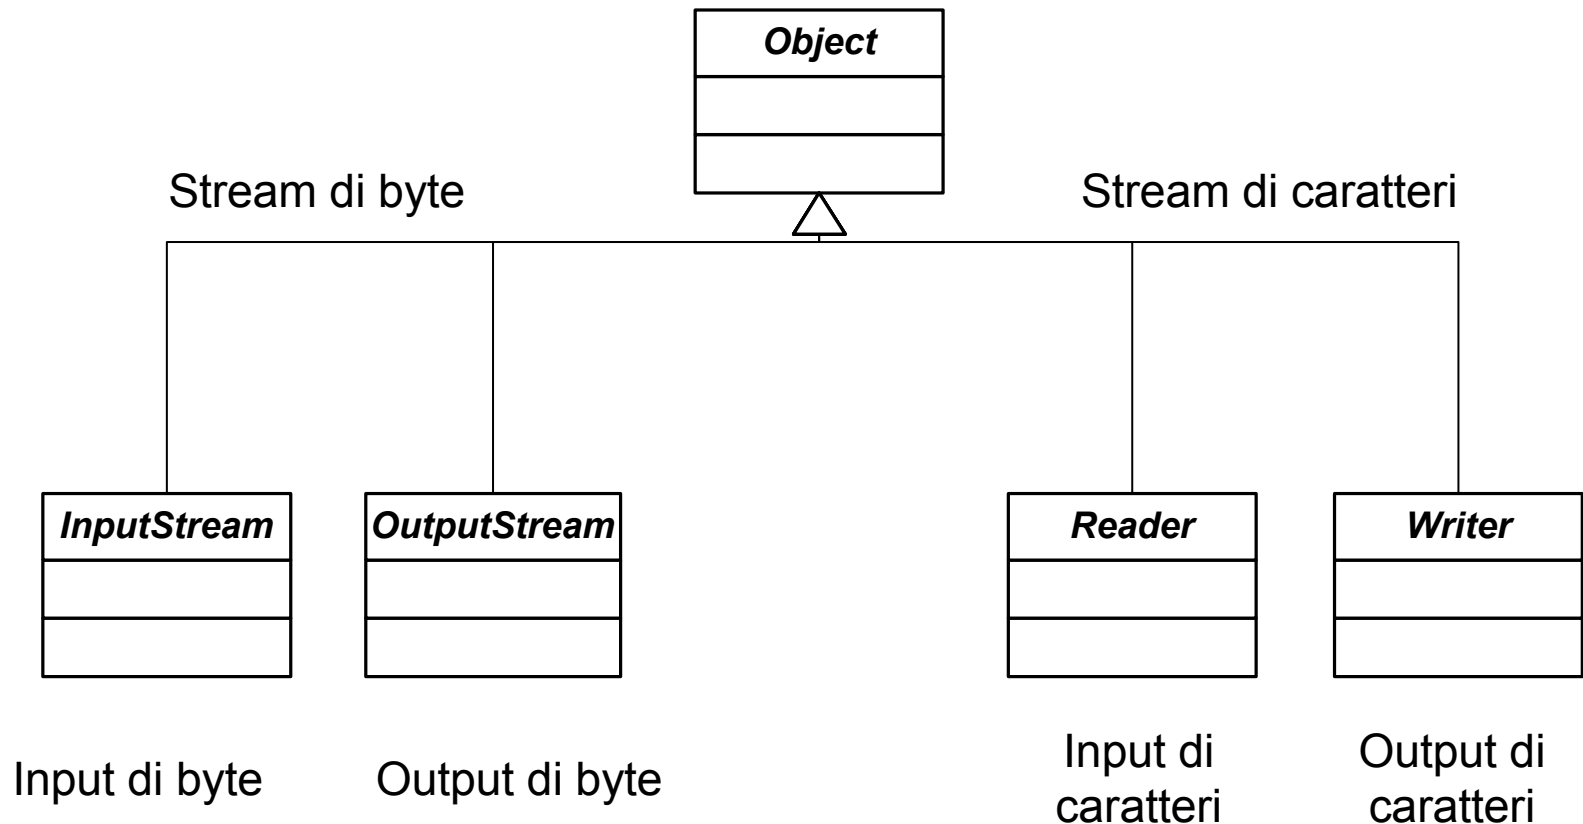 Object
Stream di byte
Stream di caratteri
InputStream
OutputStream
Reader
Writer
Input di byte
Output di byte
Input di
caratteri
Output di
caratteri